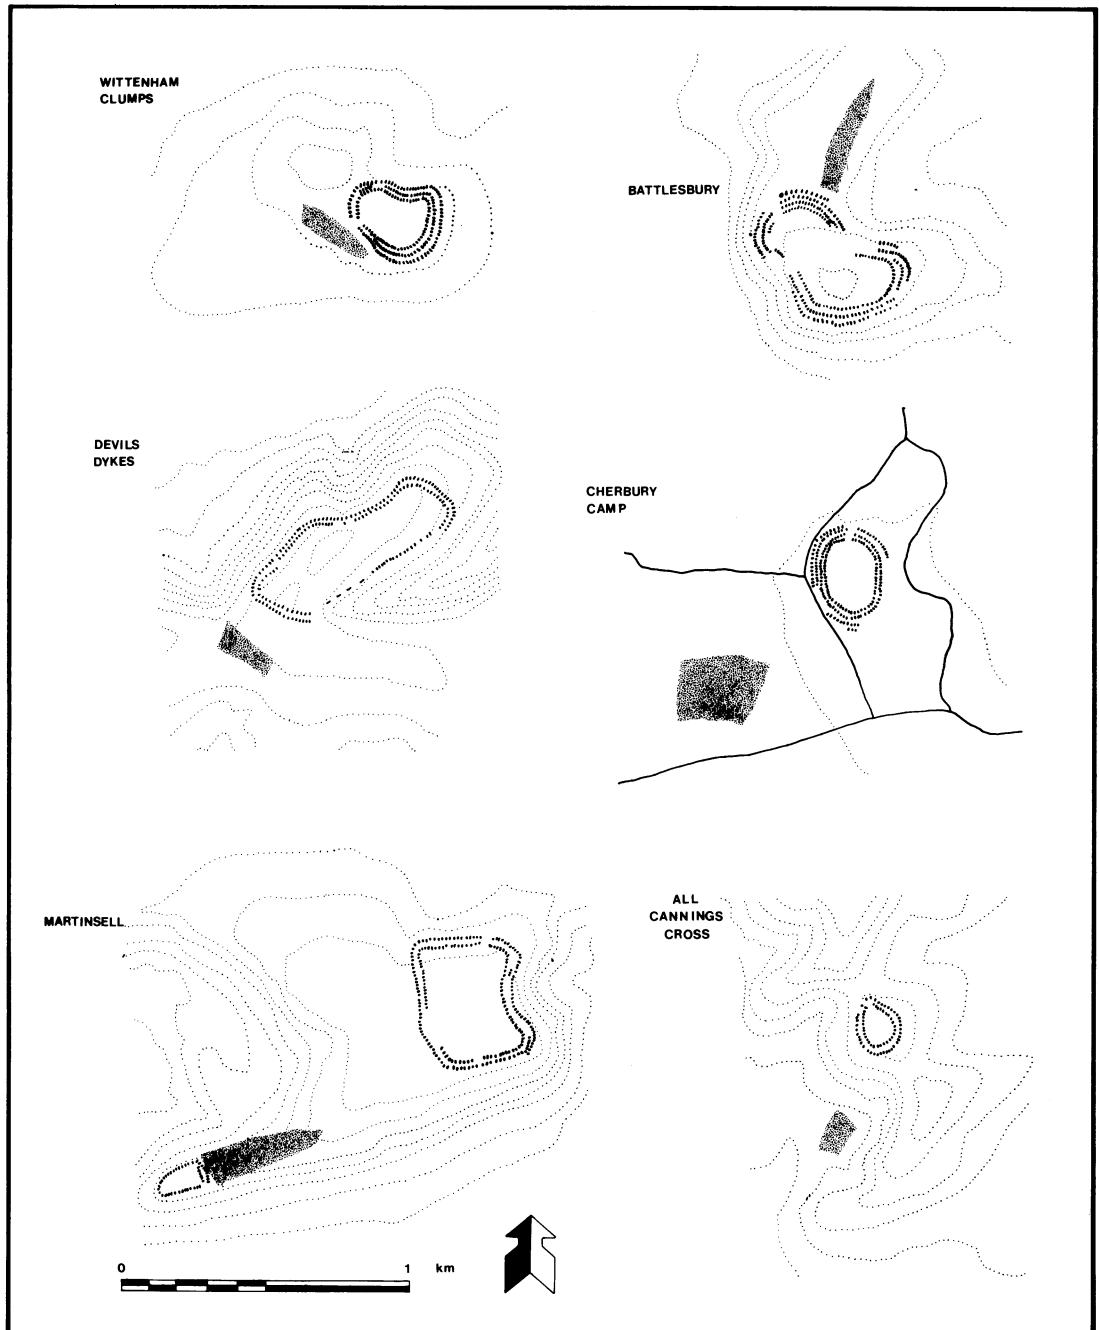 WITTENHAM
CLUMPS
BATTLESBURY
DEVILS
DYKES
CHERBURY
CAMP
MARTINSELL
ALL
CANNINGS
CROSS
0 1 km